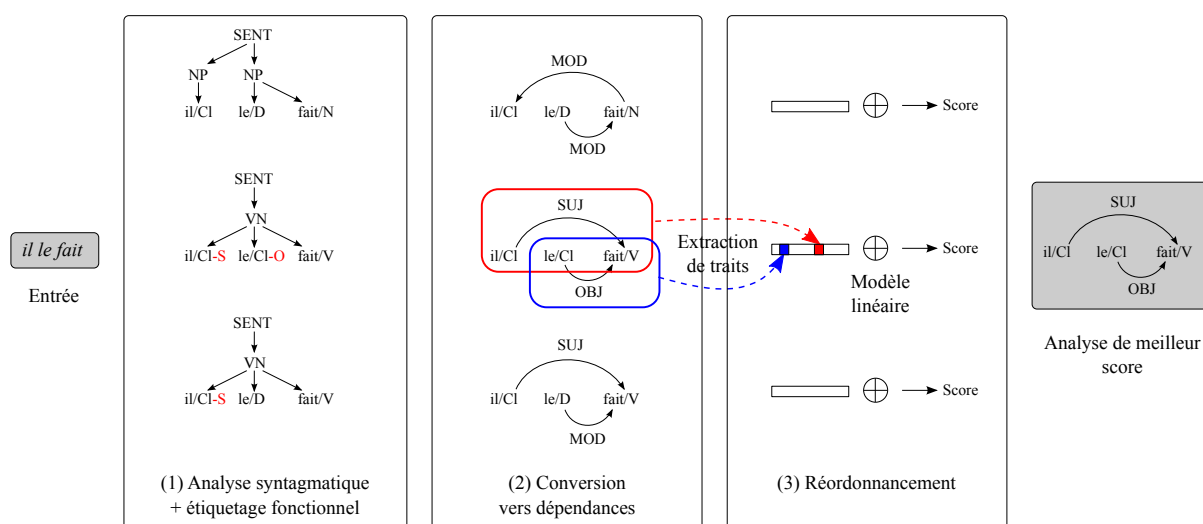 il le fait
Entrée
SENT
NP NP
il/Cl le/D fait/N
SENT
VN
il/Cl-S le/Cl-O fait/V
SENT
VN
il/Cl-S le/D fait/V
(1) Analyse syntagmatique
+ étiquetage fonctionnel
MOD
il/Cl le/D fait/N
MOD
SUJ
il/Cl le/Cl fait/V
OBJ
SUJ
il/Cl le/D fait/V
MOD
(2) Conversion
vers dépendances
Extraction
de traits
Score
Score
Modèle
linéaire
Score
(3) Réordonnancement
SUJ
il/Cl le/Cl fait/V
OBJ
Analyse de meilleur
score